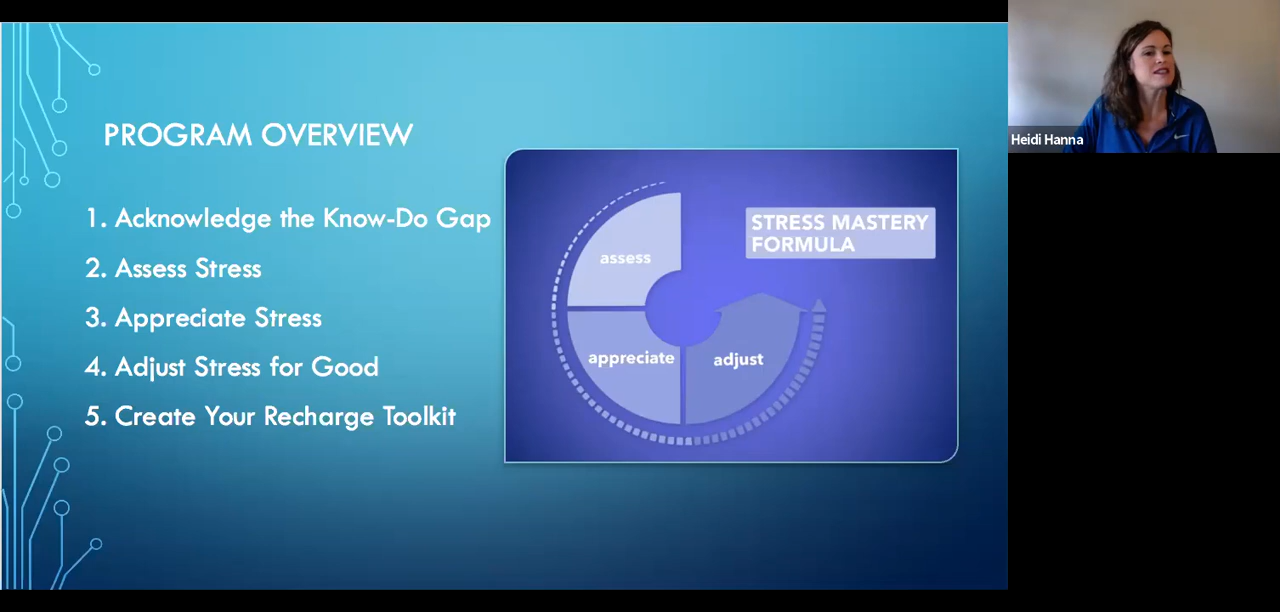 PROGRAM OVERVIEW
1. Acknowledge the Know-Do Gap
2. Assess Stress
3. Appreciate Stress
4. Adjust Stress for Good
5. Create Your Recharge Toolkit
STRESS MASTERY
FORMULA
assess
appreciate
adjust
Heidi Hanna